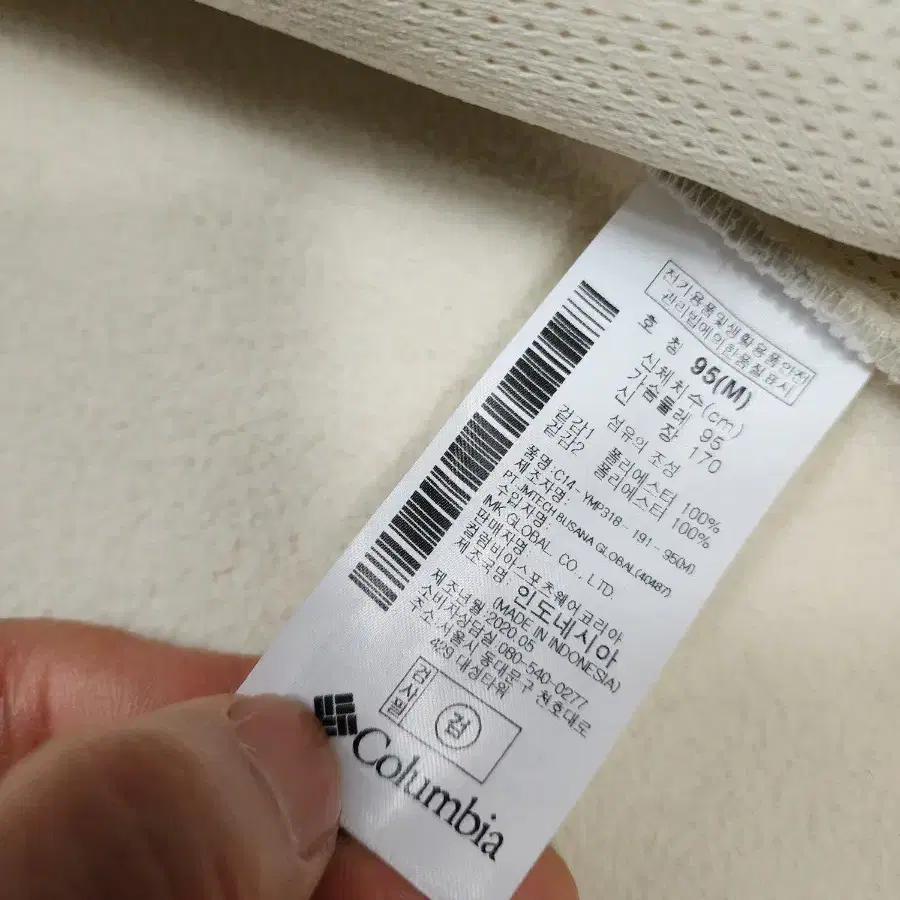 전기용품및생활용품안전
관리법에의한품질표시
호 칭 95(M)
신체치수(cm)
가슴둘레 95
신 장 170
섬유의 조성
겉감1 폴리에스터 100%
겉감2 폴리에스터 100%
품명: C14 - YMP318 - 191 - 95(M)
제조자명:
PT. JMTECH BUSANA GLOBAL(40487)
수입자명:
IMK GLOBAL. CO., LTD.
판매자명:
컬럼비아스포츠웨어코리아
제조국명: 인도네시아
(MADE IN INDONESIA)
제조년월: 2020.05
소비자상담실: 080-540-0277
주소: 서울시 동대문구 천호대로
429 대성타워
검사필 검
Columbia